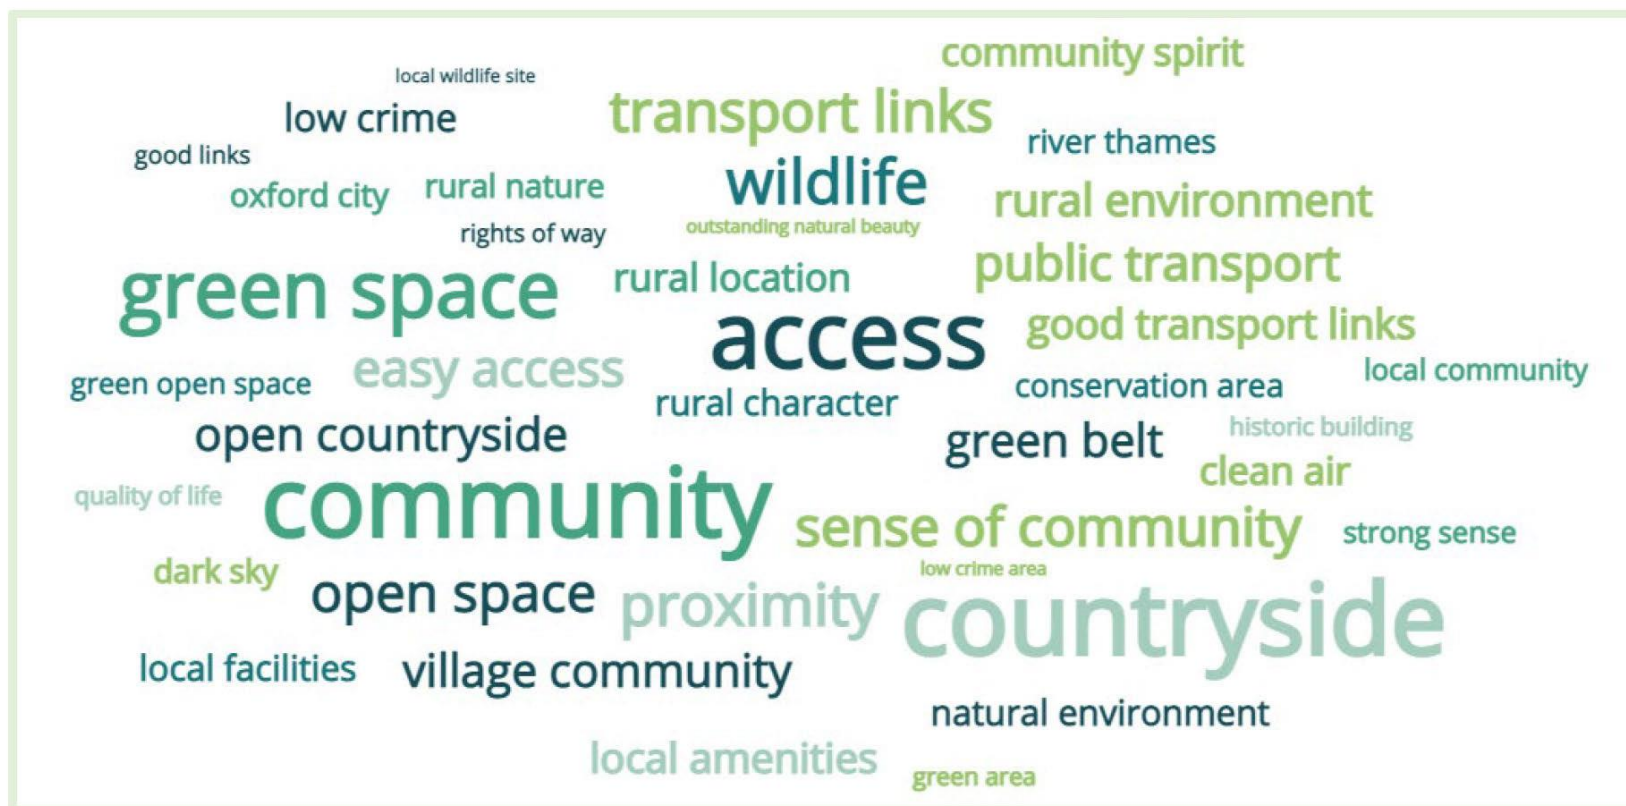 community spirit
local wildlife site
transport links
low crime
river thames
good links
wildlife
rural nature
oxford city
rural environment
outstanding natural beauty
rights of way
public transport
rural location
green space
good transport links
access
easy access
local community
green open space
conservation area
rural character
historic building
open countryside
green belt
clean air
quality of life
community
sense of community
strong sense
low crime area
dark sky
open space
proximity
countryside
local facilities
village community
natural environment
local amenities
green area